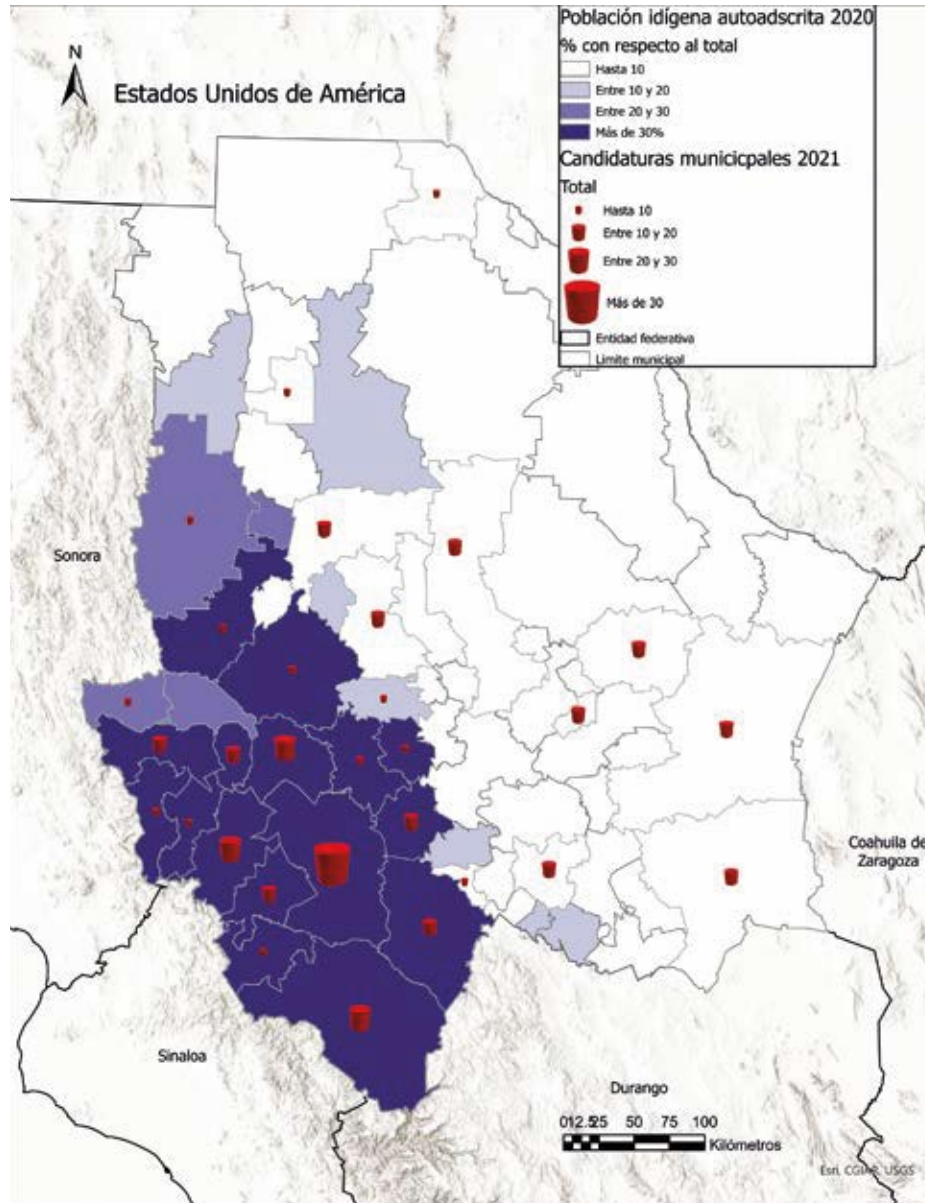 Población idígena autoadscrita 2020
% con respecto al total
Hasta 10
Entre 10 y 20
Entre 20 y 30
Más de 30%
Candidaturas municicpales 2021
Total
Hasta 10
Entre 10 y 20
Entre 20 y 30
Más de 30
Entidad federativa
Limite municipal
N
Estados Unidos de América
Sonora
Coahuila de
Zaragoza
Sinaloa
Durango
012.525 50 75 100
Kilómetros
Esri, CGIAR, USGS